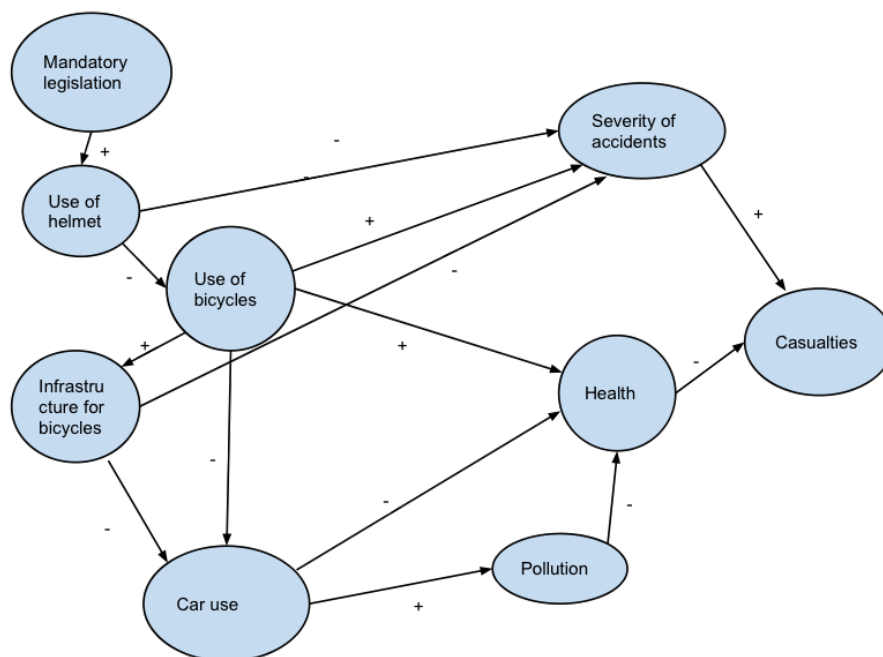 Mandatory
legislation
+
Use of
helmet
-
-
Severity of
accidents
+
-
Use of
bicycles
+
-
+
Infrastru
cture for
bicycles
+
Health
-
Casualties
-
-
-
-
Car use
+
Pollution